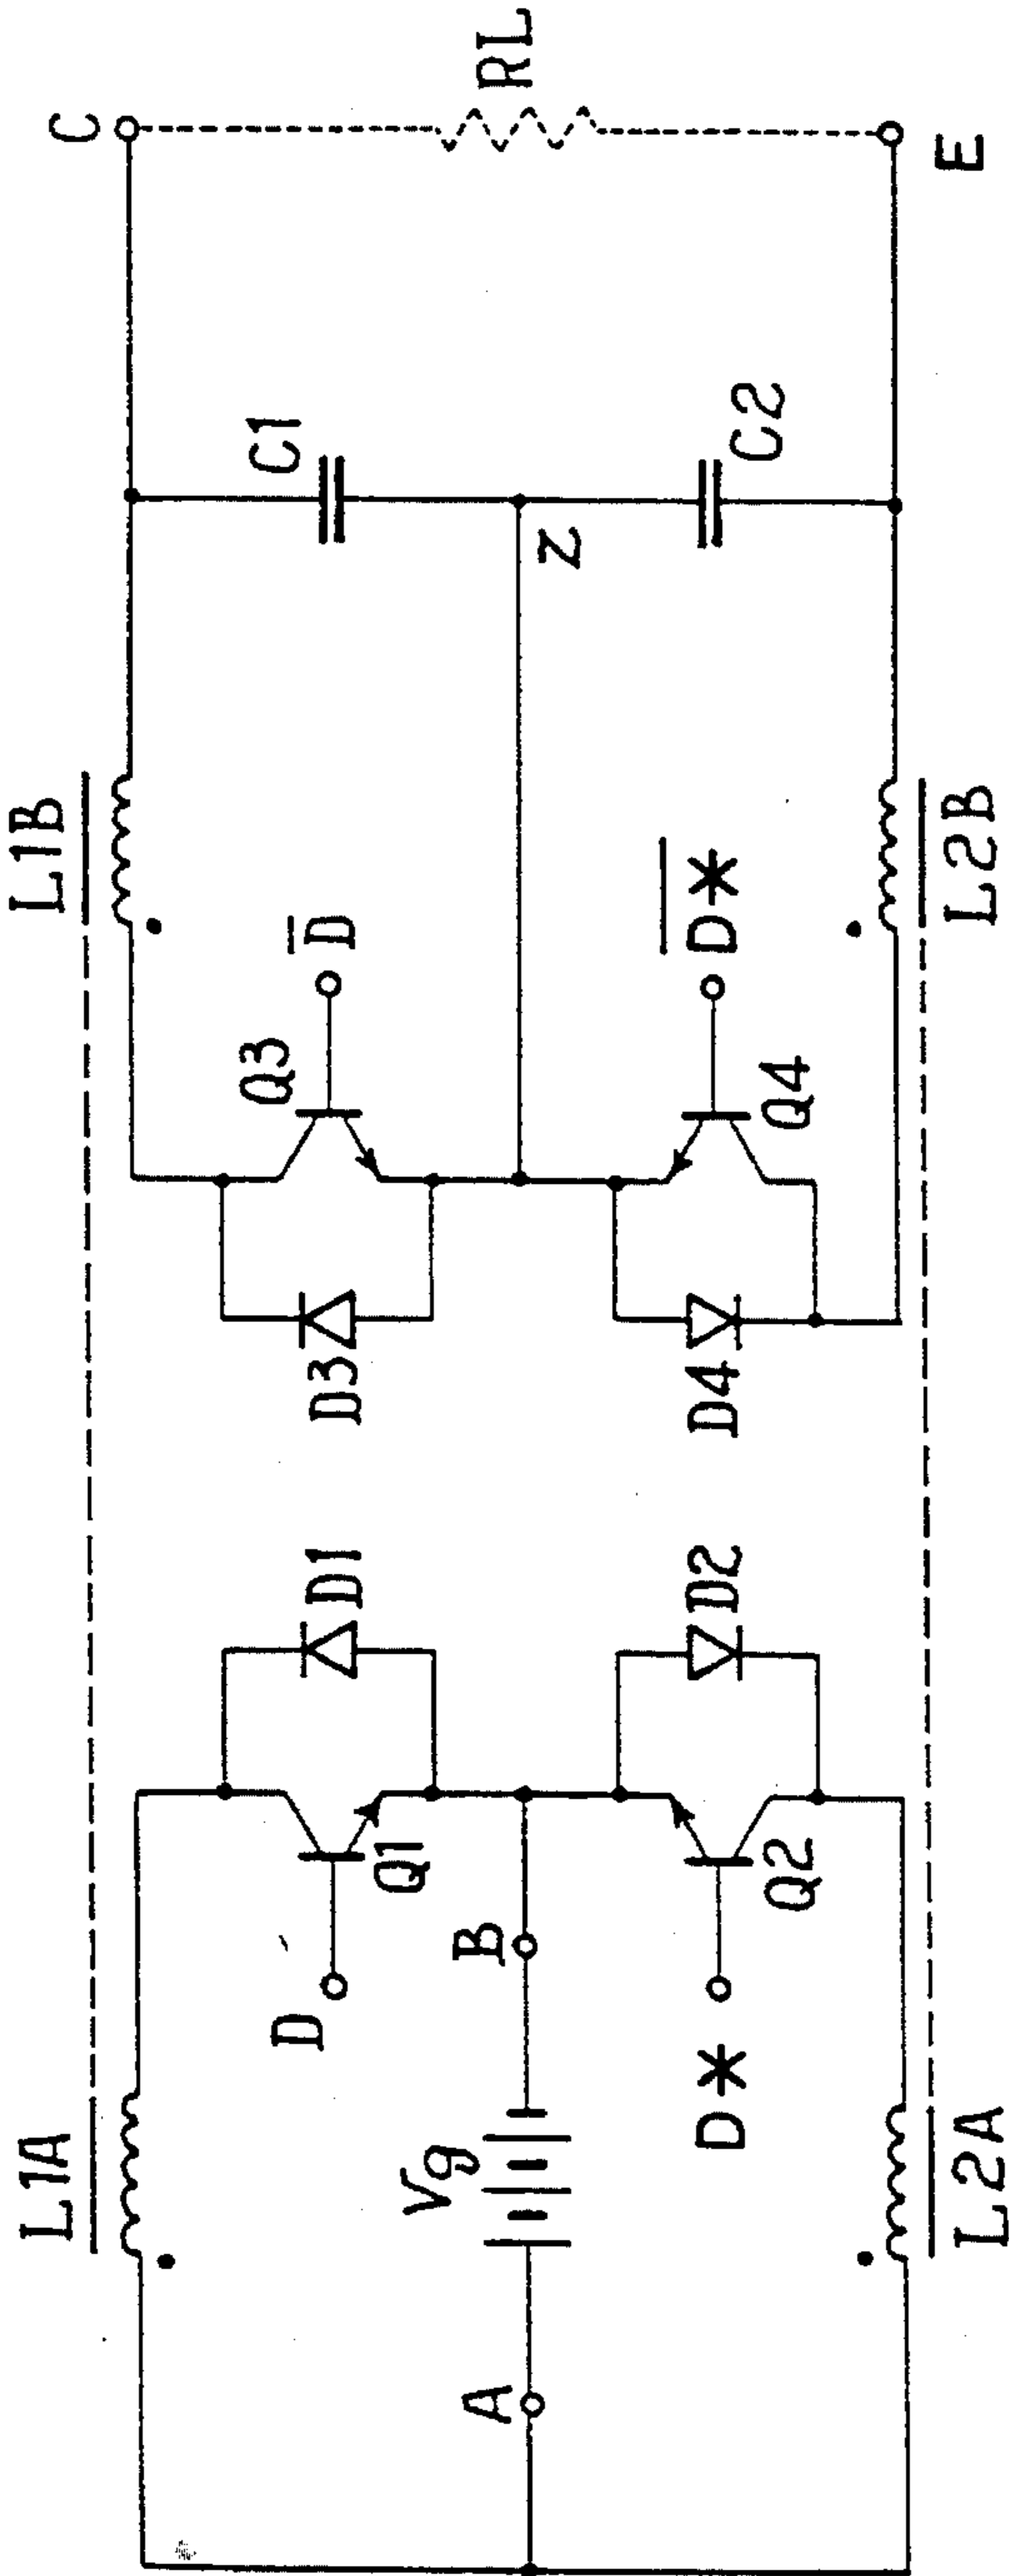 L1A
L1B
C
D
Q1
D1
D3
Q3
D̅
C1
A
Vg
B
Z
RL
D*
Q2
D2
D4
Q4
D̅*̅
C2
E
L2A
L2B